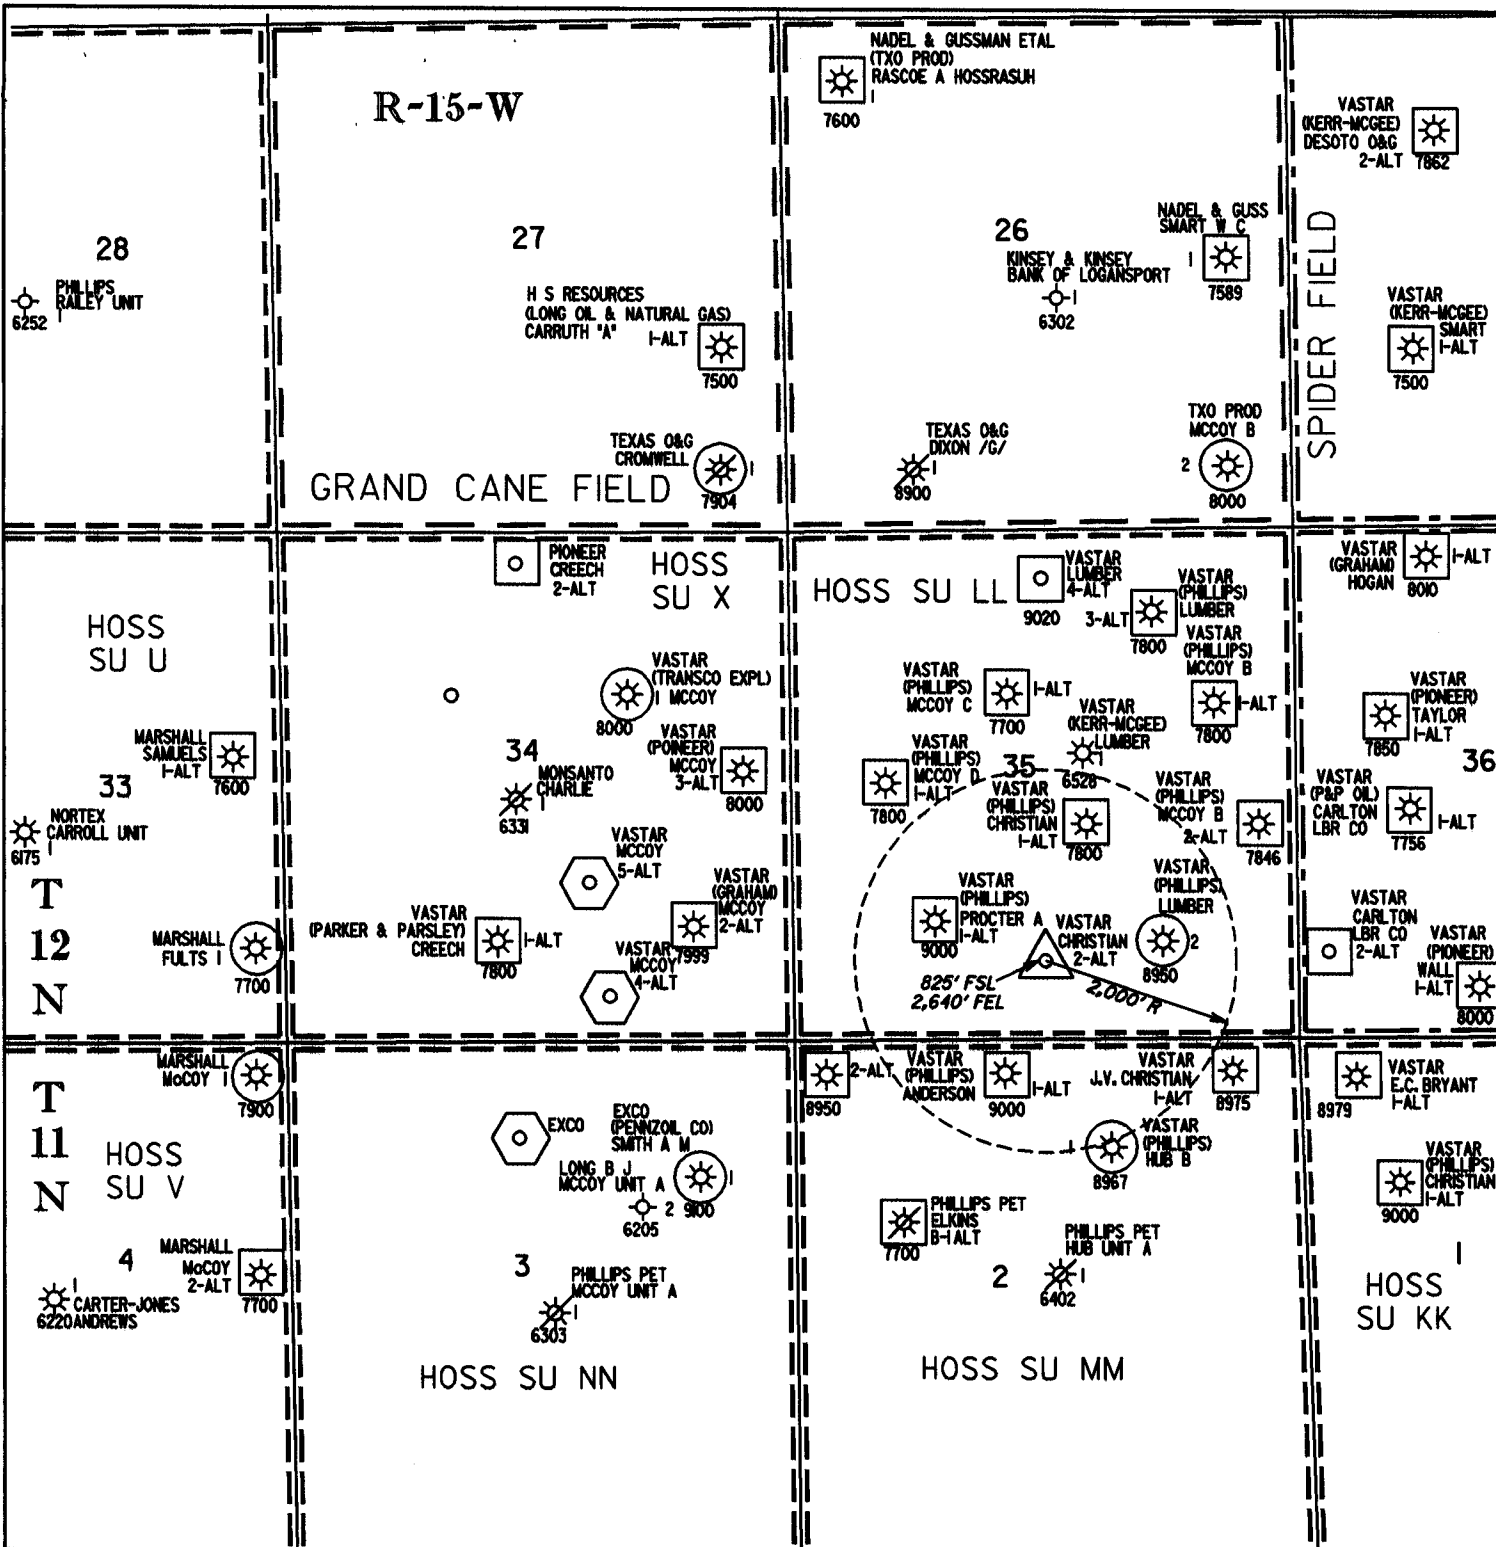 R-15-W
28
PHILLIPS
RAILEY UNIT
1
6252
27
H S RESOURCES
(LONG OIL & NATURAL GAS)
CARRUTH "A"
1-ALT
7500
TEXAS O&G
CROMWELL
1
7904
GRAND CANE FIELD
NADEL & GUSSMAN ETAL
(TXO PROD)
RASCOE A HOSSRASUH
1
7600
26
KINSEY & KINSEY
BANK OF LOGANSPORT
1
6302
NADEL & GUSS
SMART W C
1
7589
TEXAS O&G
DIXON /G/
1
8900
TXO PROD
MCCOY B
2
8000
SPIDER FIELD
VASTAR
(KERR-MCGEE)
DESOTO O&G
2-ALT 7862
VASTAR
(KERR-MCGEE)
SMART
1-ALT
7500
HOSS
SU U
MARSHALL
SAMUELS
1-ALT
7600
33
NORTEX
CARROLL UNIT
1
6175
T
12
N
MARSHALL
FULTS 1
7700
PIONEER
CREECH
2-ALT
HOSS
SU X
VASTAR
(TRANSCO EXPL)
1 MCCOY
8000
34
VASTAR
(POINEER)
MCCOY
3-ALT
8000
MONSANTO
CHARLIE
1
6331
VASTAR
MCCOY
5-ALT
VASTAR
(PARKER & PARSLEY)
CREECH
1-ALT
7800
VASTAR
(GRAHAM)
MCCOY
2-ALT
7999
VASTAR
MCCOY
4-ALT
HOSS SU LL
VASTAR
LUMBER
4-ALT
9020
VASTAR
(PHILLIPS)
LUMBER
3-ALT
7800
VASTAR
(PHILLIPS)
MCCOY B
1-ALT
7800
VASTAR
(PHILLIPS)
MCCOY C
1-ALT
7700
VASTAR
(KERR-MCGEE)
LUMBER
1
6528
35
VASTAR
(PHILLIPS)
MCCOY D
1-ALT
7800
VASTAR
(PHILLIPS)
CHRISTIAN
1-ALT
7800
VASTAR
(PHILLIPS)
MCCOY B
2-ALT
7846
VASTAR
(PHILLIPS)
PROCTER A
1-ALT
9000
VASTAR
CHRISTIAN
2-ALT
VASTAR
(PHILLIPS)
LUMBER
2
8950
825' FSL
2,640' FEL
2,000' R
VASTAR
(GRAHAM)
HOGAN
1-ALT
8010
VASTAR
(PIONEER)
TAYLOR
1-ALT
7850
36
VASTAR
(P&P OIL)
CARLTON
LBR CO
1-ALT
7756
VASTAR
CARLTON
LBR CO
2-ALT
VASTAR
(PIONEER)
WALL
1-ALT
8000
T
11
N
MARSHALL
McCOY 1
7900
HOSS
SU V
4
MARSHALL
McCOY
2-ALT
7700
1
CARTER-JONES
6220 ANDREWS
EXCO
EXCO
(PENNZOIL CO)
SMITH A M
1
9100
LONG B J
MCCOY UNIT A
2
6205
3
PHILLIPS PET
MCCOY UNIT A
1
6303
HOSS SU NN
2-ALT
8950
VASTAR
(PHILLIPS)
ANDERSON
1-ALT
9000
VASTAR
J.V. CHRISTIAN
1-ALT
8975
VASTAR
(PHILLIPS)
HUB B
1
8967
PHILLIPS PET
ELKINS
B-1 ALT
7700
2
PHILLIPS PET
HUB UNIT A
1
6402
HOSS SU MM
VASTAR
E.C. BRYANT
1-ALT
8979
VASTAR
(PHILLIPS)
CHRISTIAN
1-ALT
9000
1
HOSS
SU KK